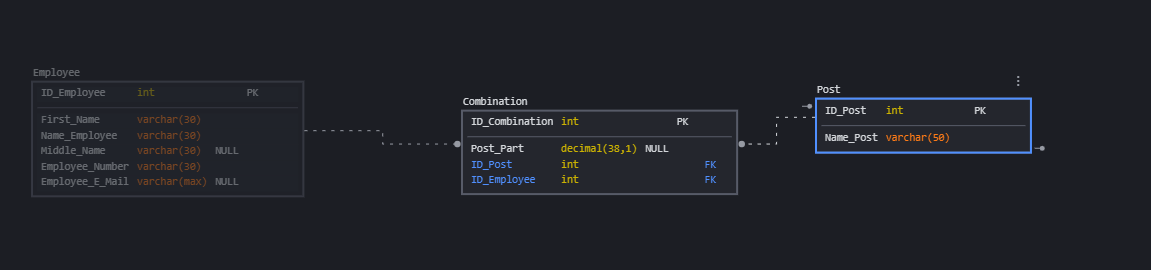 Employee
ID_Employee int PK
First_Name varchar(30)
Name_Employee varchar(30)
Middle_Name varchar(30) NULL
Employee_Number varchar(30)
Employee_E_Mail varchar(max) NULL
Combination
ID_Combination int PK
Post_Part decimal(38,1) NULL
ID_Post int FK
ID_Employee int FK
Post
ID_Post int PK
Name_Post varchar(50)